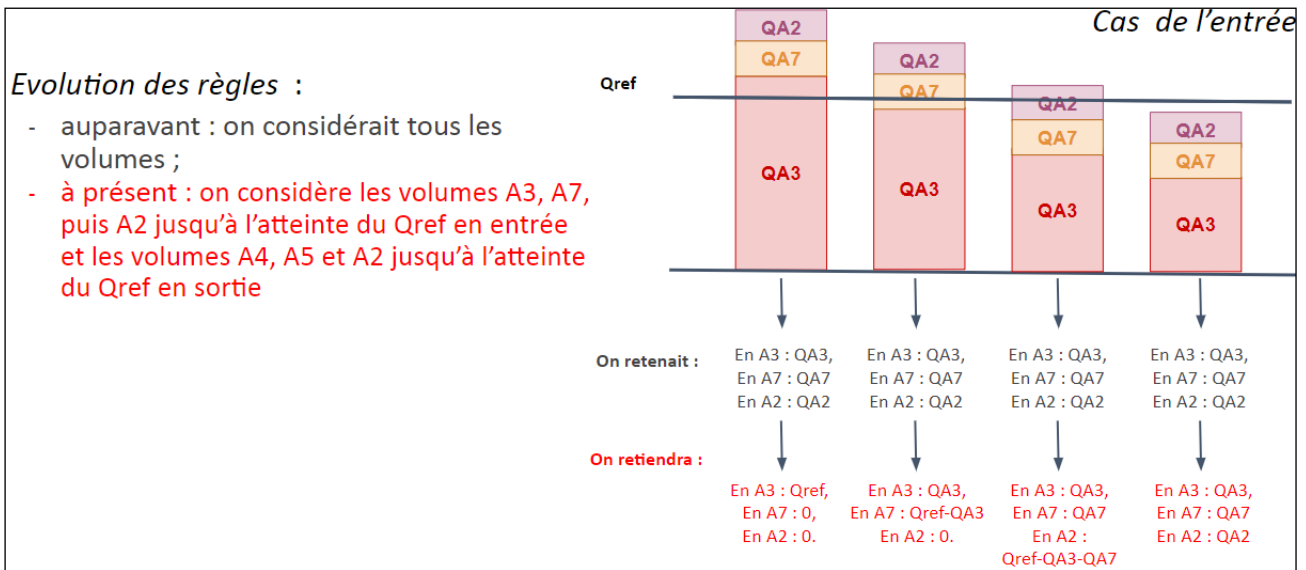 Cas de l'entrée
Evolution des règles :
- auparavant : on considérait tous les
volumes ;
- à présent : on considère les volumes A3, A7,
puis A2 jusqu'à l'atteinte du Qref en entrée
et les volumes A4, A5 et A2 jusqu'à l'atteinte
du Qref en sortie
Qref
QA2
QA7
QA3
QA2
QA7
QA3
QA2
QA7
QA3
QA2
QA7
QA3
On retenait :
En A3 : QA3,
En A7 : QA7
En A2 : QA2
En A3 : QA3,
En A7 : QA7
En A2 : QA2
En A3 : QA3,
En A7 : QA7
En A2 : QA2
En A3 : QA3,
En A7 : QA7
En A2 : QA2
On retiendra :
En A3 : Qref,
En A7 : 0,
En A2 : 0.
En A3 : QA3,
En A7 : Qref-QA3
En A2 : 0.
En A3 : QA3,
En A7 : QA7
En A2 :
Qref-QA3-QA7
En A3 : QA3,
En A7 : QA7
En A2 : QA2